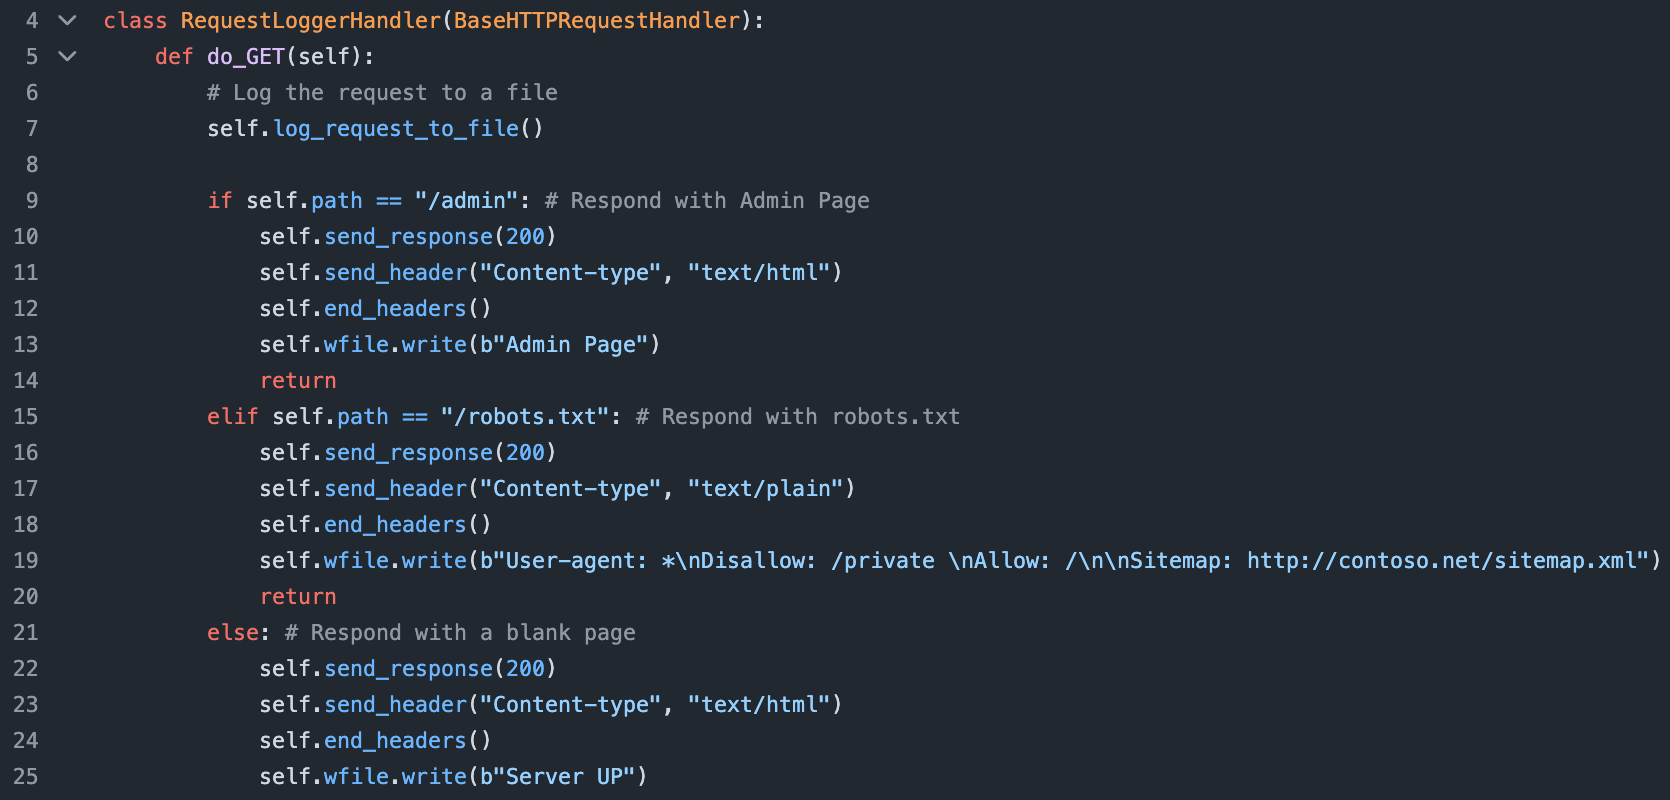 4 class RequestLoggerHandler(BaseHTTPRequestHandler):
5     def do_GET(self):
6         # Log the request to a file
7         self.log_request_to_file()
8
9         if self.path == "/admin": # Respond with Admin Page
10             self.send_response(200)
11             self.send_header("Content-type", "text/html")
12             self.end_headers()
13             self.wfile.write(b"Admin Page")
14             return
15         elif self.path == "/robots.txt": # Respond with robots.txt
16             self.send_response(200)
17             self.send_header("Content-type", "text/plain")
18             self.end_headers()
19             self.wfile.write(b"User-agent: *\nDisallow: /private \nAllow: /\n\nSitemap: http://contoso.net/sitemap.xml")
20             return
21         else: # Respond with a blank page
22             self.send_response(200)
23             self.send_header("Content-type", "text/html")
24             self.end_headers()
25             self.wfile.write(b"Server UP")